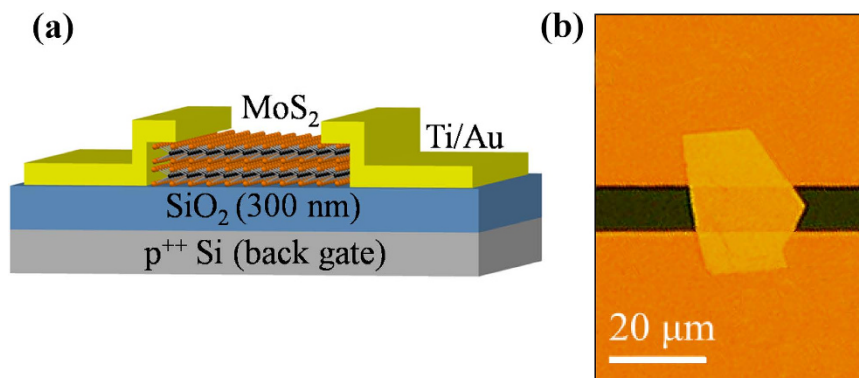 (a)
MoS₂
Ti/Au
SiO₂ (300 nm)
p⁺⁺ Si (back gate)
(b)
20 μm